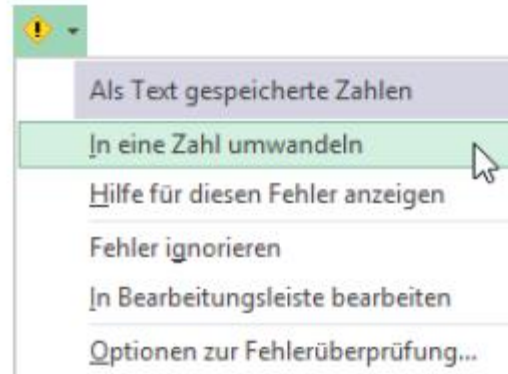 Als Text gespeicherte Zahlen
In eine Zahl umwandeln
Hilfe für diesen Fehler anzeigen
Fehler ignorieren
In Bearbeitungsleiste bearbeiten
Optionen zur Fehlerüberprüfung...